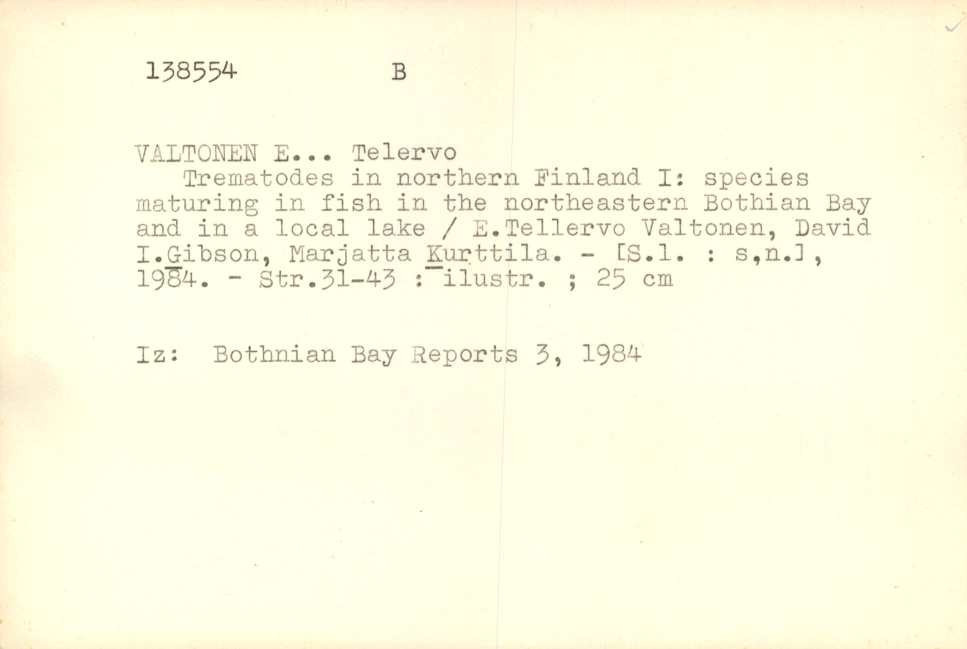 138554 B
VALTONEN E... Telervo
Trematodes in northern Finland I: species
maturing in fish in the northeastern Bothian Bay
and in a local lake / E.Tellervo Valtonen, David
I.Gibson, Marjatta Kurttila. - [S.l. : s,n.],
1984. - Str.31-43 : ilustr. ; 25 cm
Iz: Bothnian Bay Reports 3, 1984